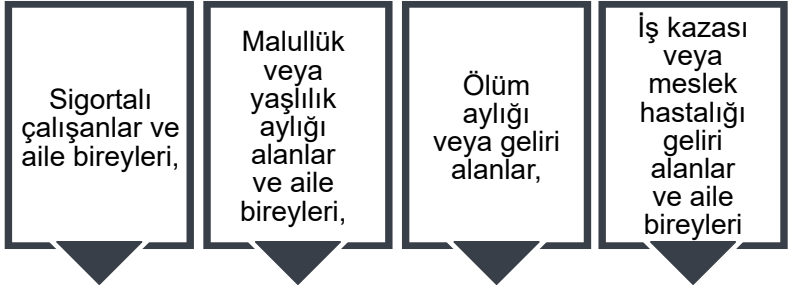 Sigortalı
çalışanlar ve
aile bireyleri,
Malullük
veya
yaşlılık
aylığı
alanlar
ve aile
bireyleri,
Ölüm
aylığı
veya geliri
alanlar,
İş kazası
veya
meslek
hastalığı
geliri
alanlar
ve aile
bireyleri